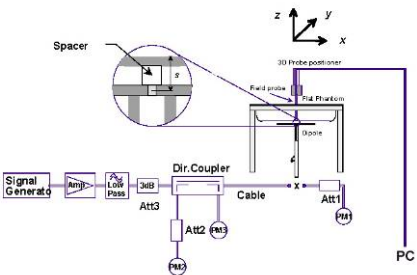 z
y
x
Spacer
s
3D Probe positioner
Field probe
Flat Phantom
Dipole
Dir.Coupler
Signal
Generato
Amp
Low
Pass
3dB
Cable
x
Att3
Att1
Att2
PM3
PM1
PM2
PC